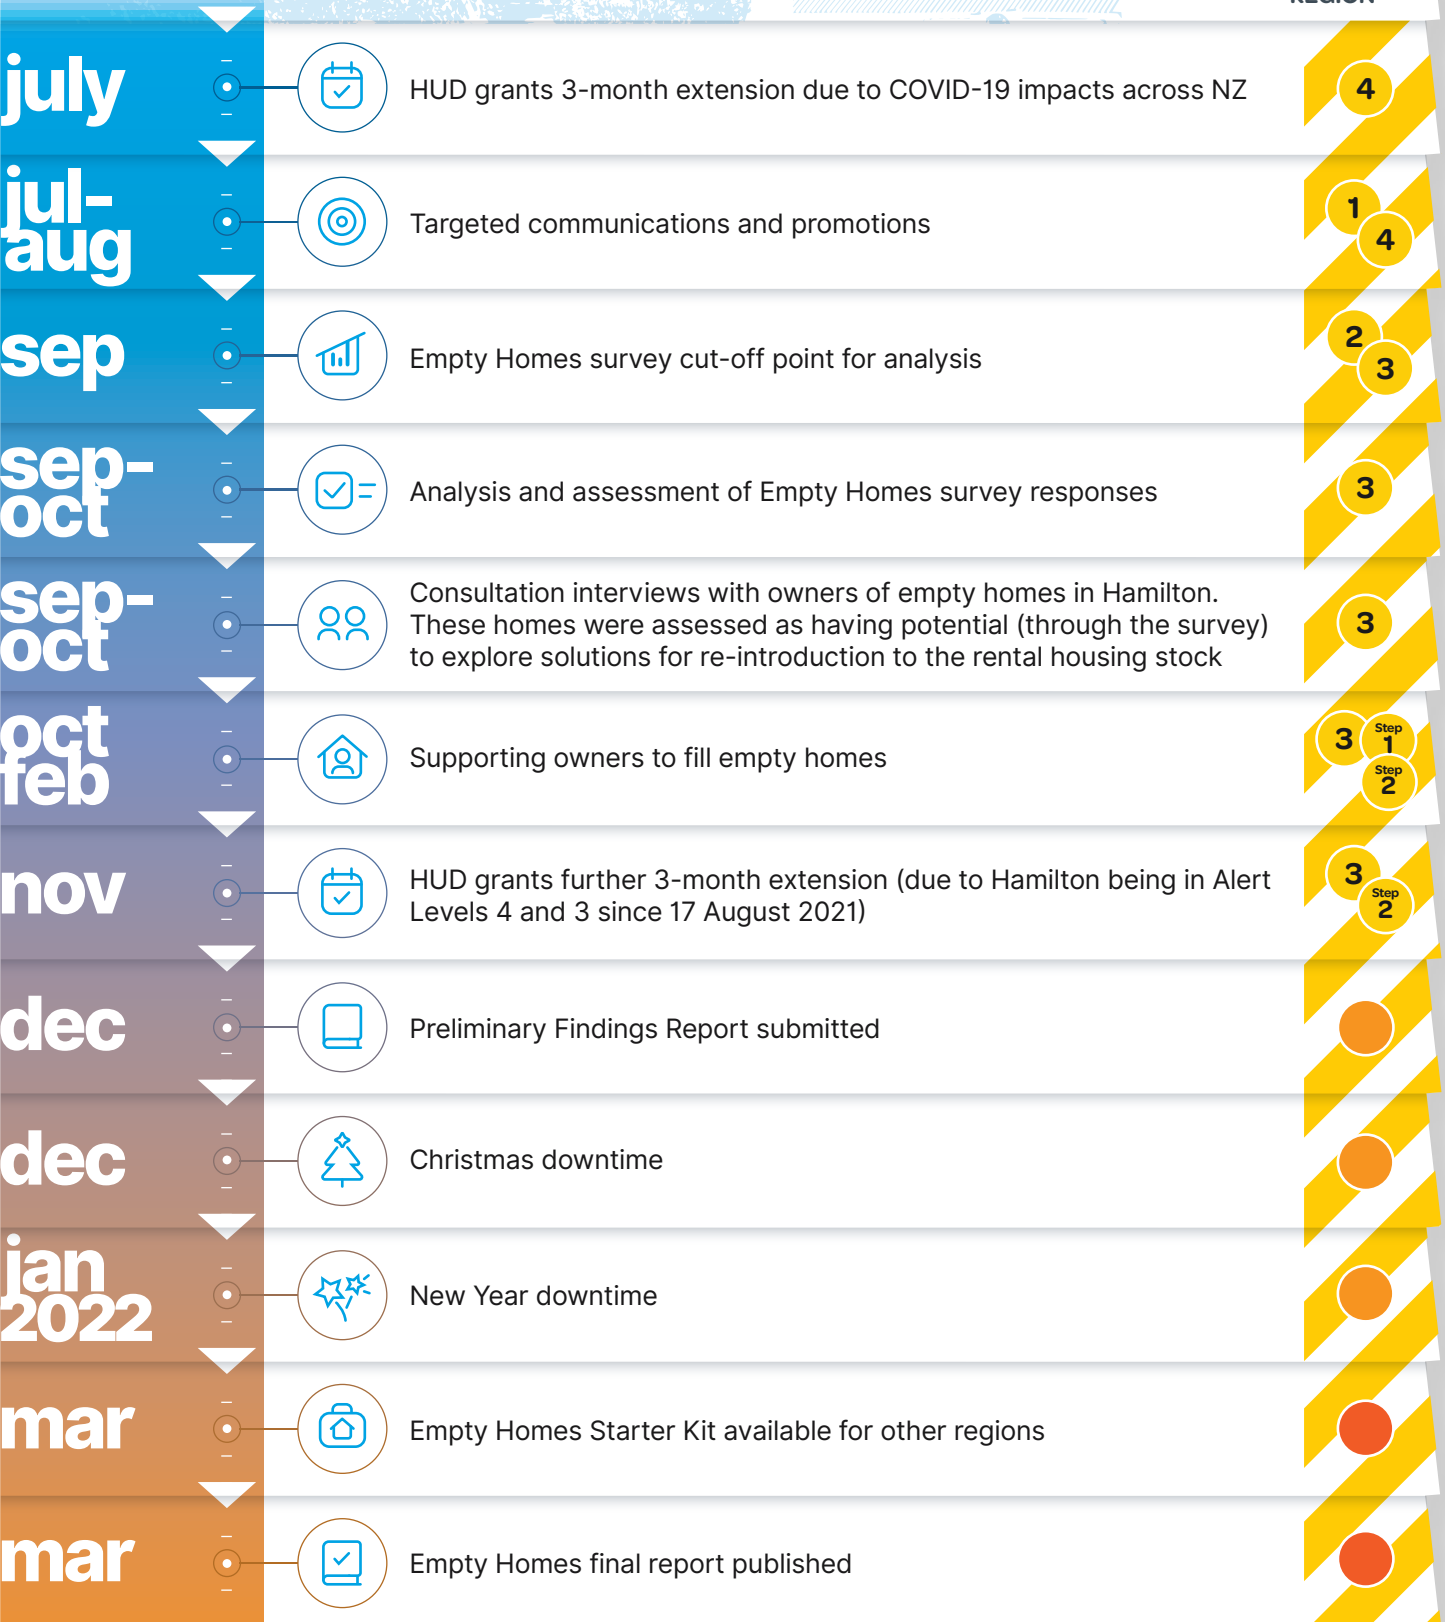 REGION
july
HUD grants 3-month extension due to COVID-19 impacts across NZ
4
jul-
aug
Targeted communications and promotions
1
4
sep
Empty Homes survey cut-off point for analysis
2
3
sep-
oct
Analysis and assessment of Empty Homes survey responses
3
sep-
oct
Consultation interviews with owners of empty homes in Hamilton.
These homes were assessed as having potential (through the survey)
to explore solutions for re-introduction to the rental housing stock
3
oct
feb
Supporting owners to fill empty homes
3
Step
1
Step
2
nov
HUD grants further 3-month extension (due to Hamilton being in Alert
Levels 4 and 3 since 17 August 2021)
3
Step
2
dec
Preliminary Findings Report submitted
dec
Christmas downtime
jan
2022
New Year downtime
mar
Empty Homes Starter Kit available for other regions
mar
Empty Homes final report published